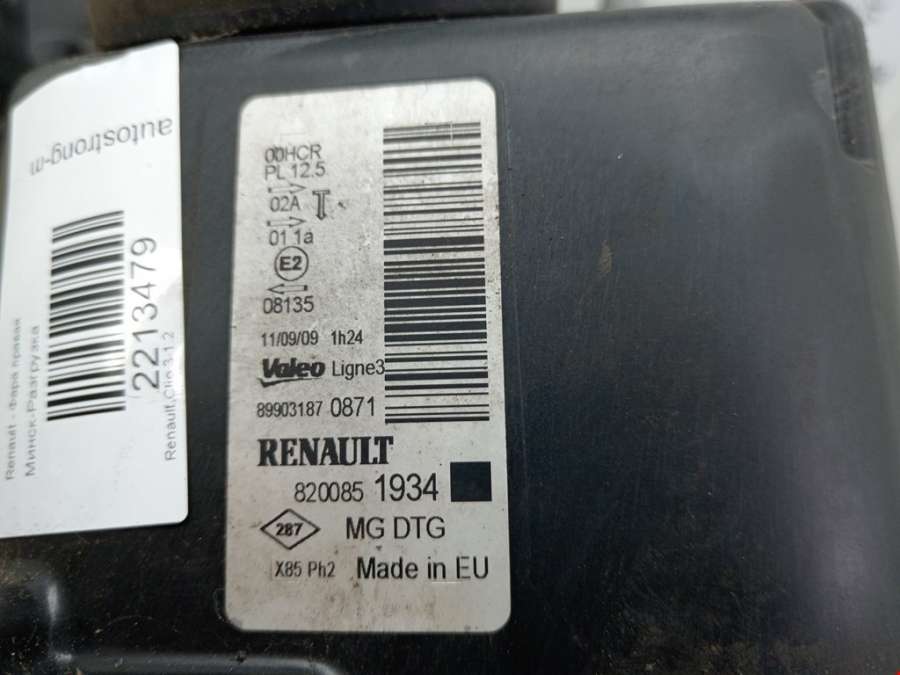 autostrong-m
2213479
Renault - Фара правая
Минск-Разгрузка
Renault, Clio 3-1.2
00HCR
PL 12.5
02A
01 1a
E2
08135
11/09/09 1h24
Valeo Ligne3
89903187 0871
RENAULT
820085 1934
287 MG DTG
X85 Ph2 Made in EU